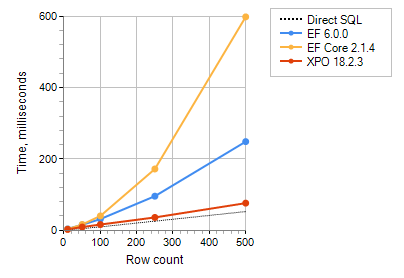 600
400
200
0
0 100 200 300 400 500
Time, milliseconds
Row count
Direct SQL
EF 6.0.0
EF Core 2.1.4
XPO 18.2.3